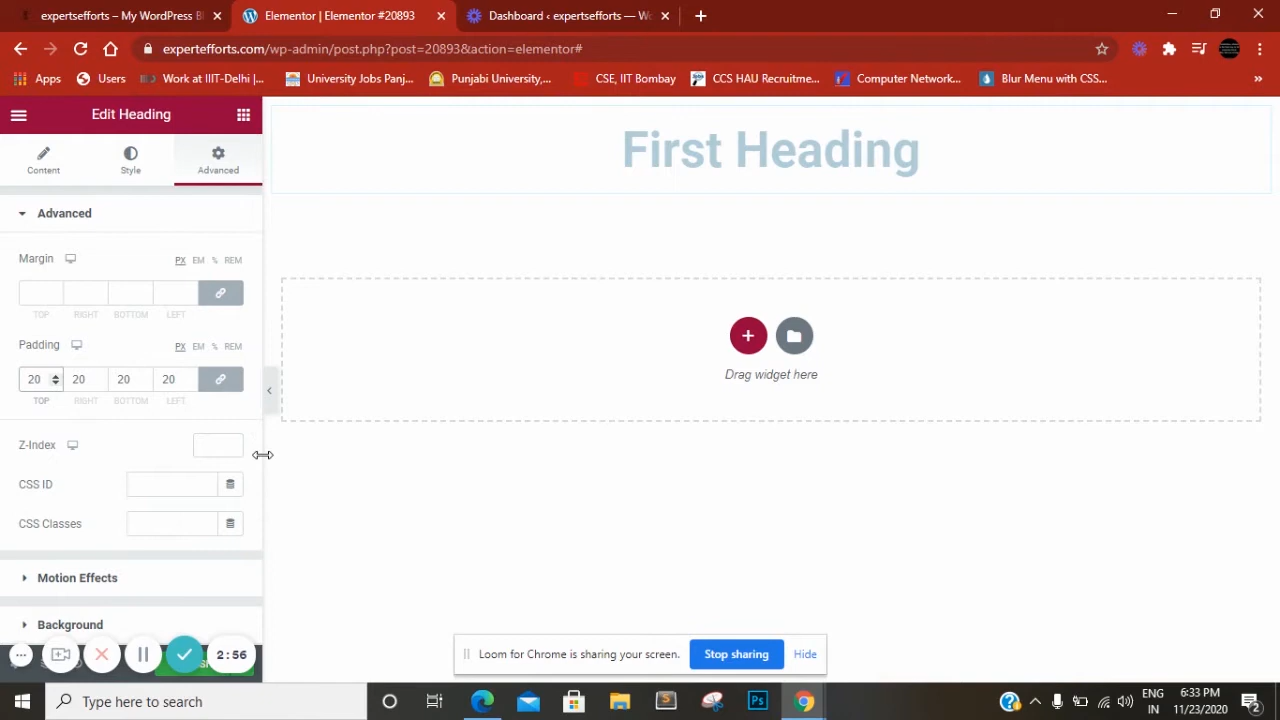 expertsefforts – My WordPress Bl
Elementor | Elementor #20893
Dashboard ‹ expertsefforts — Wo
expertefforts.com/wp-admin/post.php?post=20893&action=elementor#
Apps
Users
Work at IIIT-Delhi |...
University Jobs Panj...
Punjabi University,...
CSE, IIT Bombay
CCS HAU Recruitme...
Computer Network...
Blur Menu with CSS...
»
Edit Heading
Content
Style
Advanced
First Heading
Advanced
Margin
PX EM % REM
TOP RIGHT BOTTOM LEFT
Padding
PX EM % REM
20 20 20 20
TOP RIGHT BOTTOM LEFT
Drag widget here
Z-Index
CSS ID
CSS Classes
Motion Effects
Background
2:56
Loom for Chrome is sharing your screen.
Stop sharing
Hide
Type here to search
Ps
ENG
IN
6:33 PM
11/23/2020
2